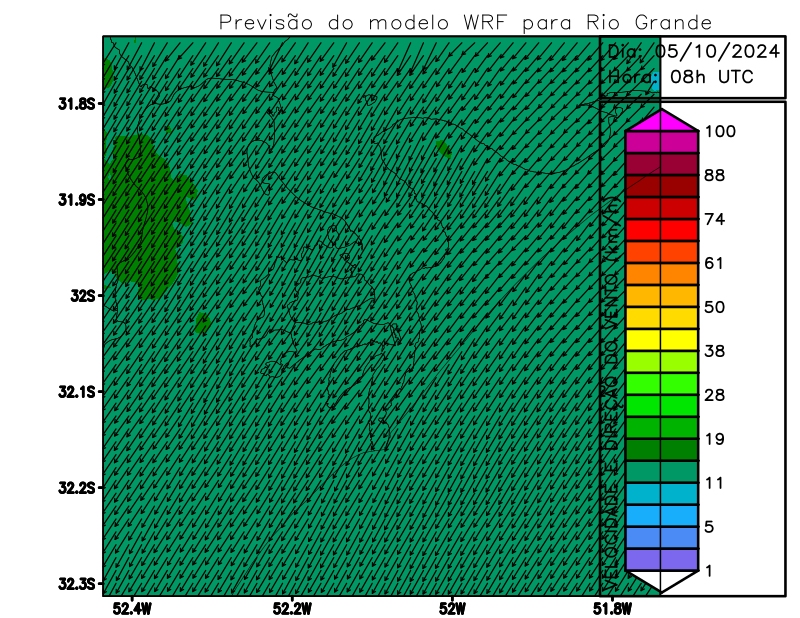 Previsão do modelo WRF para Rio Grande
Dia: 05/10/2024
Hora: 08h UTC
31.8S
31.9S
32S
32.1S
32.2S
32.3S
52.4W
52.2W
52W
51.8W
VELOCIDADE E DIREÇÃO DO VENTO (km/h)
100
88
74
61
50
38
28
19
11
5
1